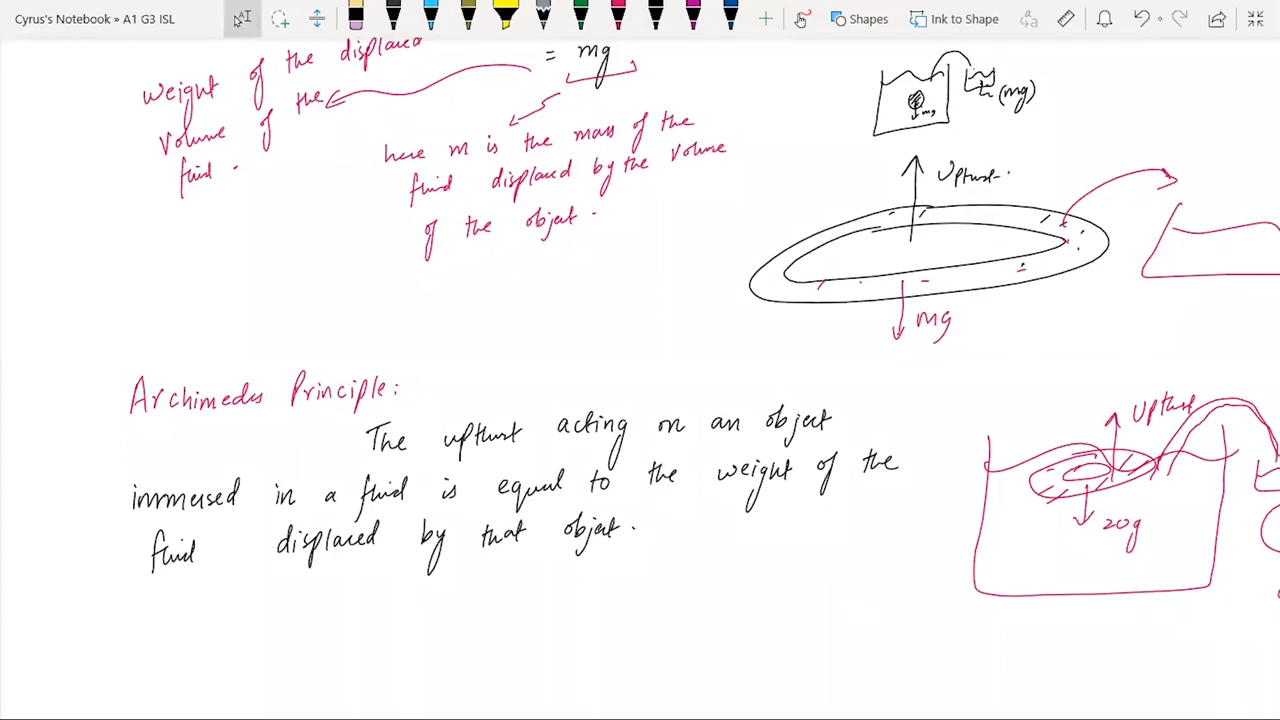 Cyrus's Notebook » A1 G3 ISL
Shapes
Ink to Shape
Weight of the displaced
Volume of the
fluid.
= mg
here m is the mass of the
fluid displaced by the volume
of the object.
mg
(mg)
Upthrust
mg
Archimedes Principle:
The upthrust acting on an object
immersed in a fluid is equal to the weight of the
fluid displaced by that object.
Upthrust
20g